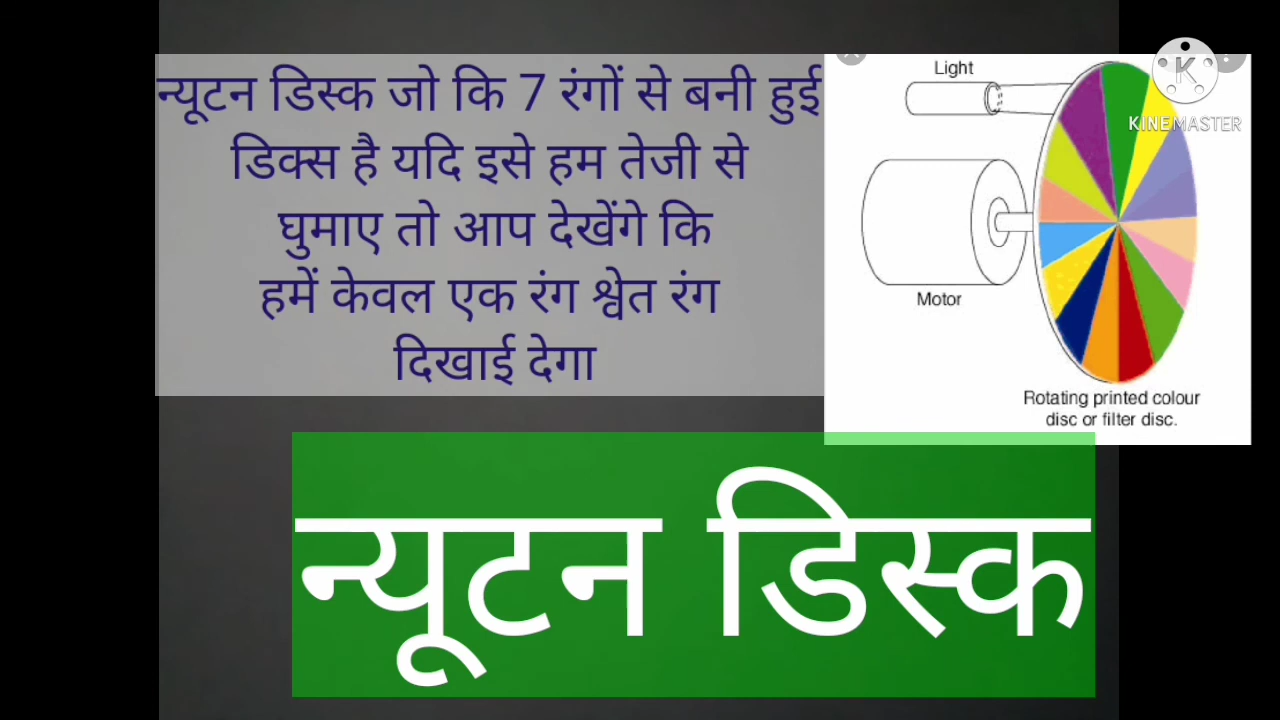 न्यूटन डिस्क जो कि 7 रंगों से बनी हुई
डिक्स है यदि इसे हम तेजी से
घुमाए तो आप देखेंगे कि
हमें केवल एक रंग श्वेत रंग
दिखाई देगा
Light
Motor
Rotating printed colour
disc or filter disc.
K
KINEMASTER
न्यूटन डिस्क